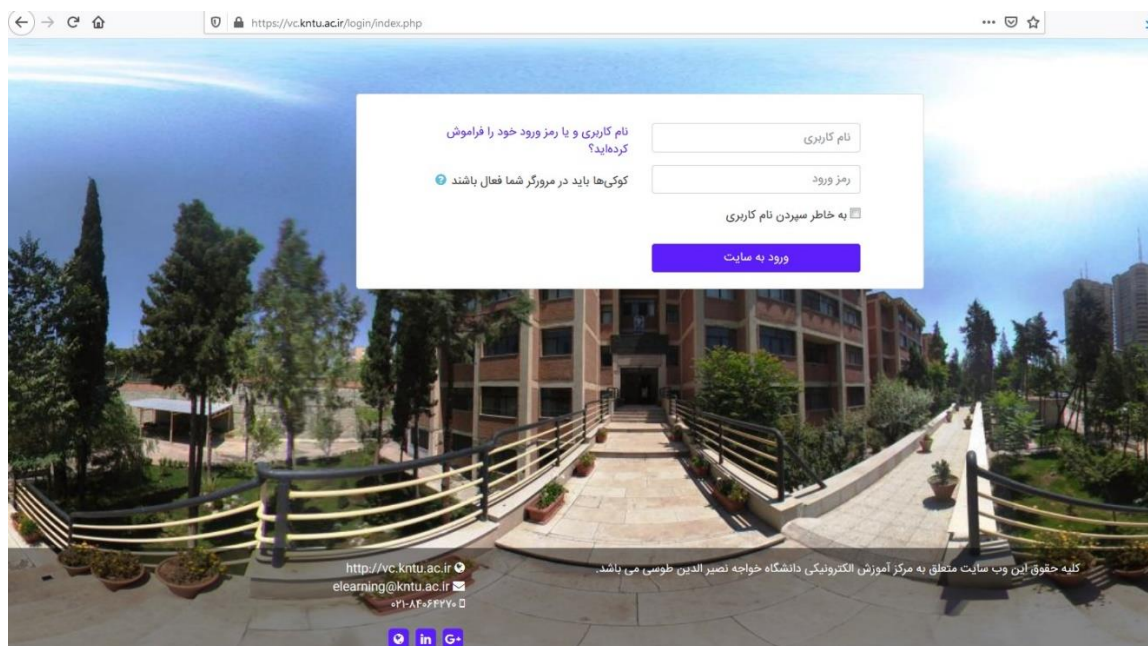 https://vc.kntu.ac.ir/login/index.php
نام کاربری
نام کاربری و یا رمز ورود خود را فراموش
کرده‌اید؟
رمز ورود
کوکی‌ها باید در مرورگر شما فعال باشند
به خاطر سپردن نام کاربری
ورود به سایت
کلیه حقوق این وب سایت متعلق به مرکز آموزش الکترونیکی دانشگاه خواجه نصیر الدین طوسی می باشد.
http://vc.kntu.ac.ir
elearning@kntu.ac.ir
۰۲۱-۸۴۰۶۴۲۷۰
in G+